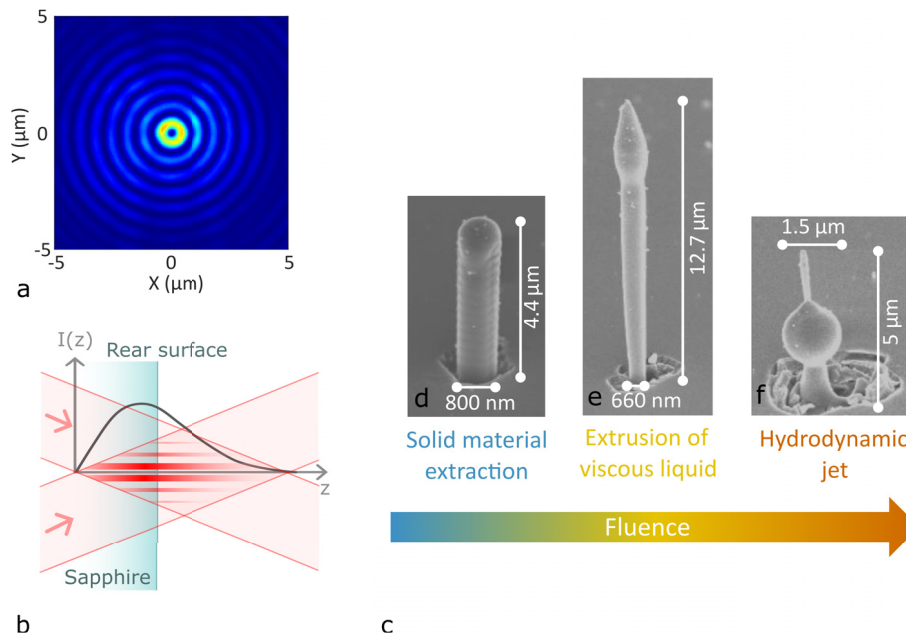 5
Y (µm)
0
-5
-5
0
5
X (µm)
a
I(z)
Rear surface
z
Sapphire
b
4.4 µm
d
800 nm
12.7 µm
e
660 nm
1.5 µm
5 µm
f
Solid material
extraction
Extrusion of
viscous liquid
Hydrodynamic
jet
Fluence
c